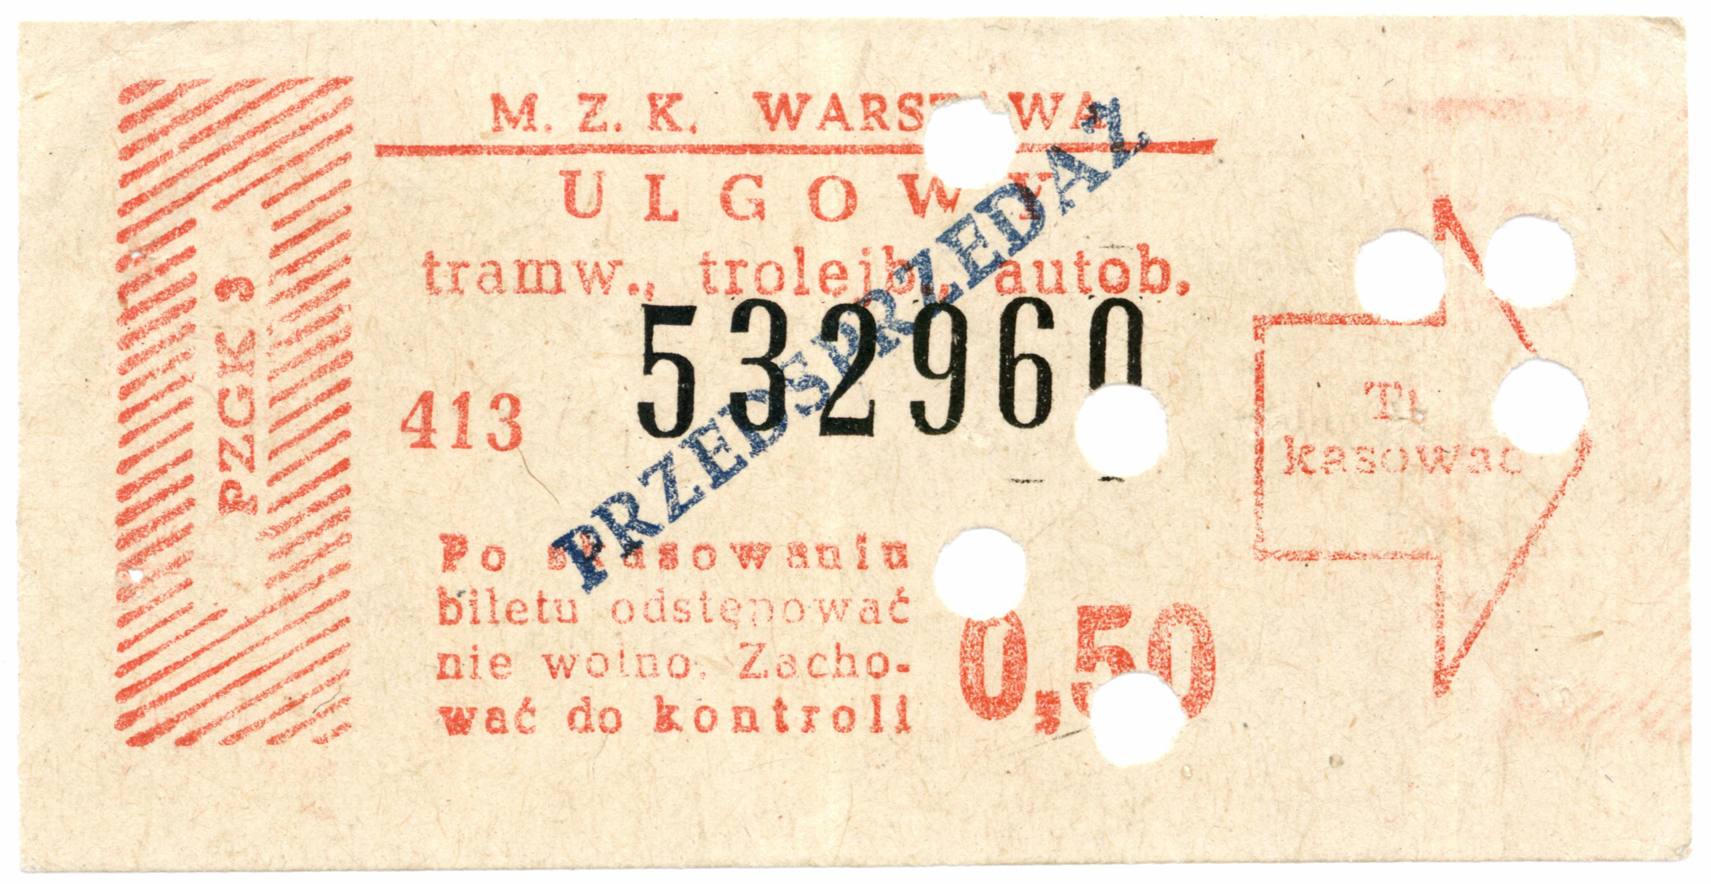 M. Z. K. WARSZAWA
ULGOWY
tramw., trolejb., autob.
532960
413
PRZEDSPRZEDAŻ
PZGK 3
Po skasowaniu
biletu odstępować
nie wolno. Zacho-
wać do kontroli
0,50
kasować